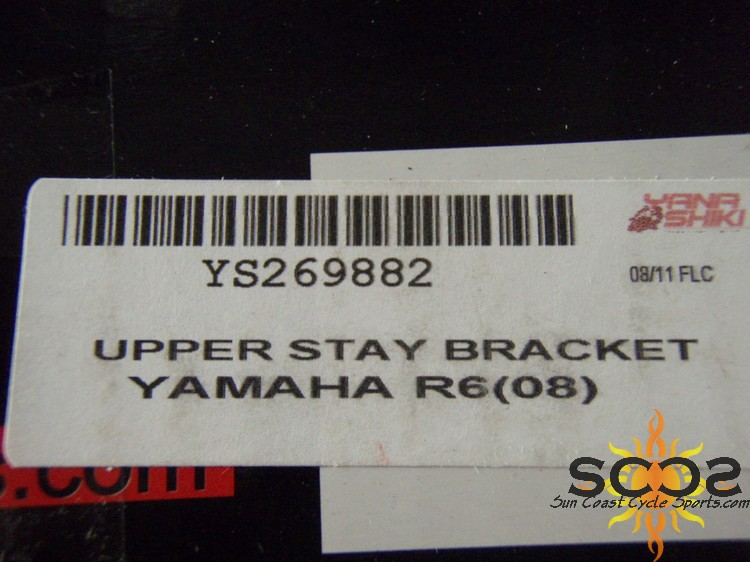 YANA
SHIKI
YS269882
08/11 FLC
UPPER STAY BRACKET
YAMAHA R6(08)
.com
SCCS
Sun Coast Cycle Sports.com